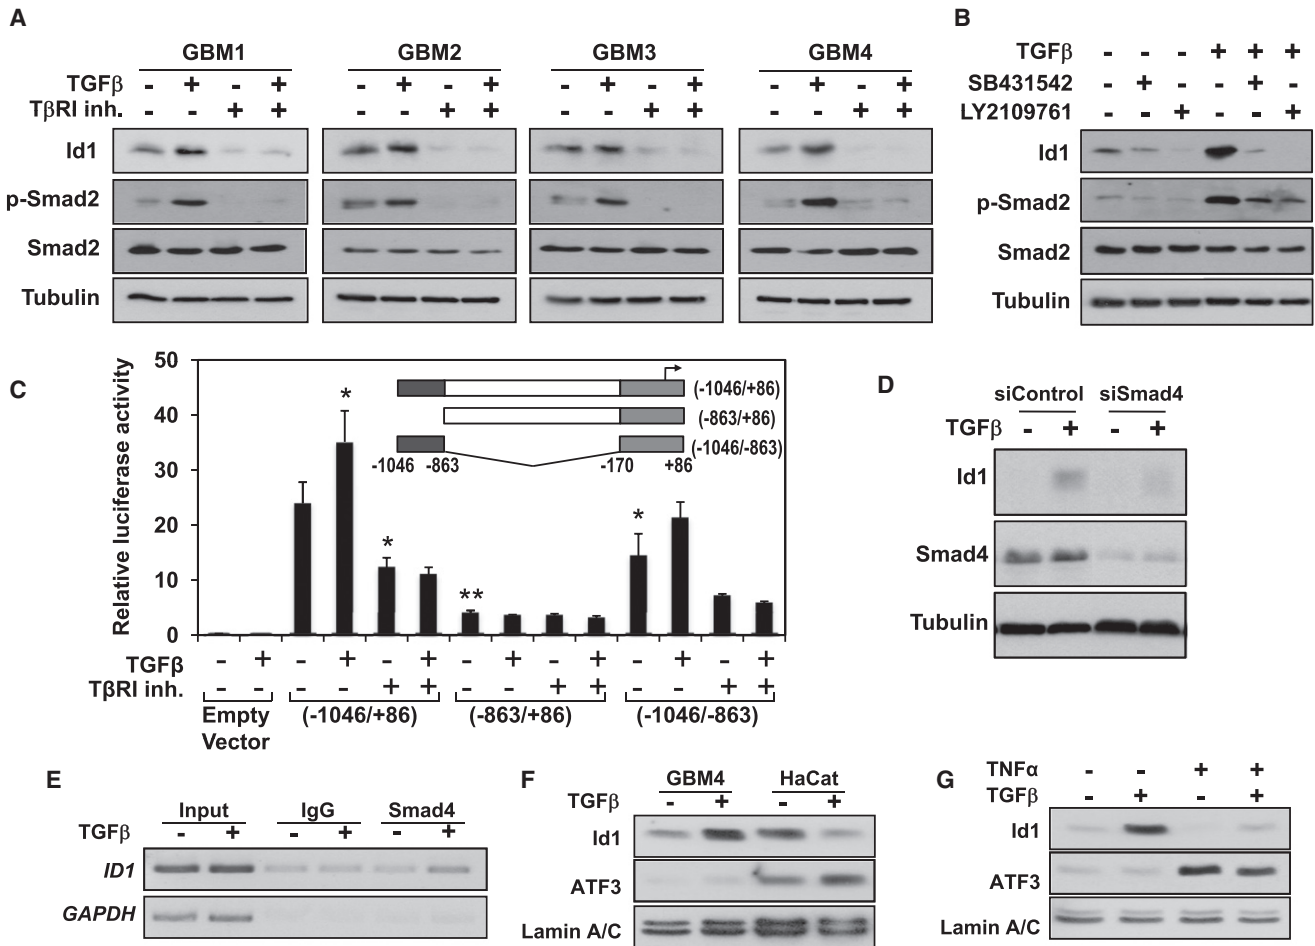 A
GBM1 GBM2 GBM3 GBM4
TGFβ - + - + - + - + - + - + - + - +
TβRI inh. - - + + - - + + - - + + - - + +
Id1
p-Smad2
Smad2
Tubulin
B
TGFβ - - - + + +
SB431542 - + - - + -
LY2109761 - - + - - +
Id1
p-Smad2
Smad2
Tubulin
C
Relative luciferase activity
50
40
30
20
10
0
* * ** *
(-1046/+86)
(-863/+86)
(-1046/-863)
-1046 -863 -170 +86
TGFβ - + - + - + - + - + - + - +
TβRI inh. - - - - + + - - + + - - + +
Empty Vector (-1046/+86) (-863/+86) (-1046/-863)
D
siControl siSmad4
TGFβ - + - +
Id1
Smad4
Tubulin
E
Input IgG Smad4
TGFβ - + - + - +
ID1
GAPDH
F
GBM4 HaCat
TGFβ - + - +
Id1
ATF3
Lamin A/C
G
TNFα - - + +
TGFβ - + - +
Id1
ATF3
Lamin A/C